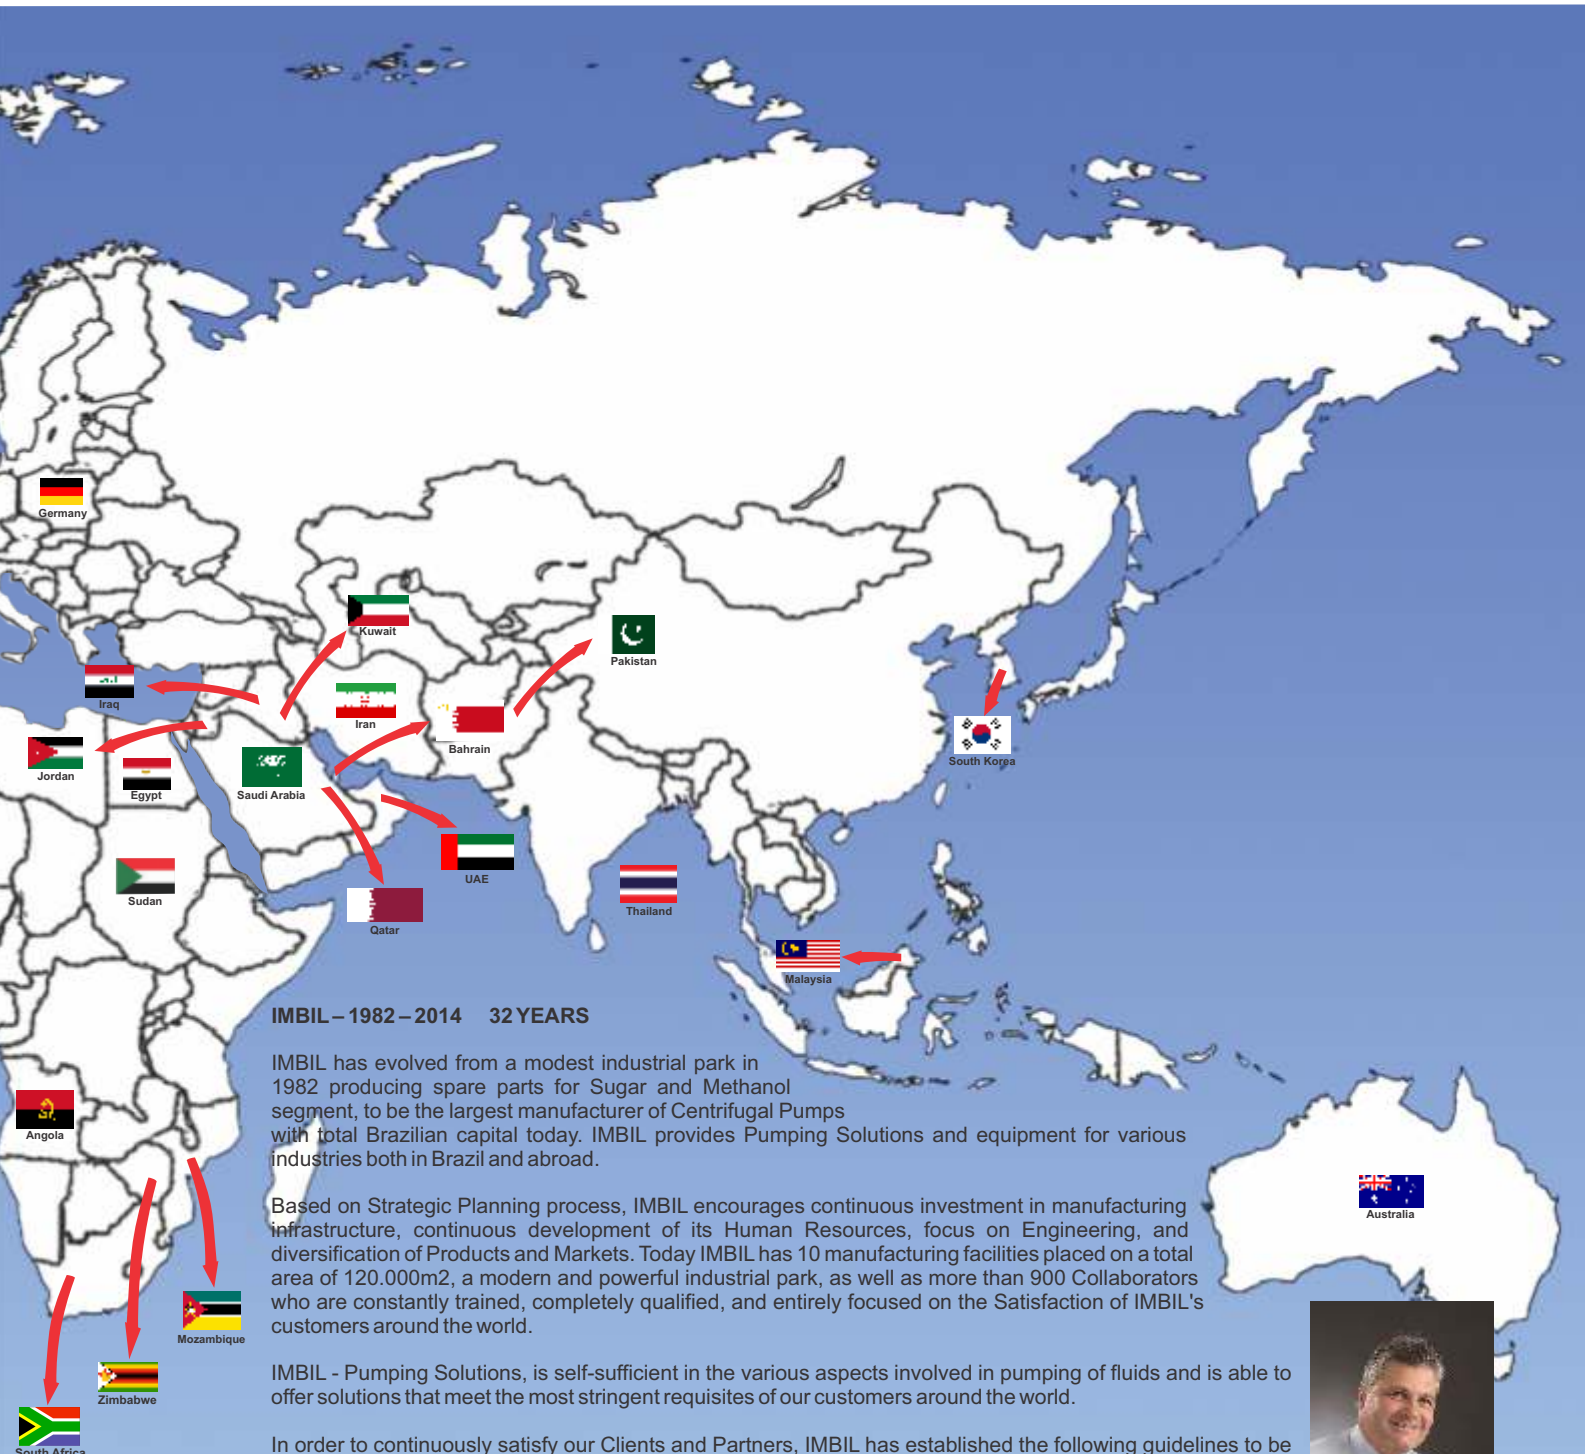 Germany
Kuwait
Pakistan
Iraq
Iran
Bahrain
South Korea
Jordan
Egypt
Saudi Arabia
UAE
Sudan
Thailand
Qatar
Malaysia
IMBIL – 1982 – 2014 32 YEARS
IMBIL has evolved from a modest industrial park in
1982 producing spare parts for Sugar and Methanol
segment, to be the largest manufacturer of Centrifugal Pumps
with total Brazilian capital today. IMBIL provides Pumping Solutions and equipment for various
industries both in Brazil and abroad.
Angola
Based on Strategic Planning process, IMBIL encourages continuous investment in manufacturing
infrastructure, continuous development of its Human Resources, focus on Engineering, and
diversification of Products and Markets. Today IMBIL has 10 manufacturing facilities placed on a total
area of 120.000m2, a modern and powerful industrial park, as well as more than 900 Collaborators
who are constantly trained, completely qualified, and entirely focused on the Satisfaction of IMBIL's
customers around the world.
Australia
Mozambique
IMBIL - Pumping Solutions, is self-sufficient in the various aspects involved in pumping of fluids and is able to
offer solutions that meet the most stringent requisites of our customers around the world.
Zimbabwe
South Africa
In order to continuously satisfy our Clients and Partners, IMBIL has established the following guidelines to be